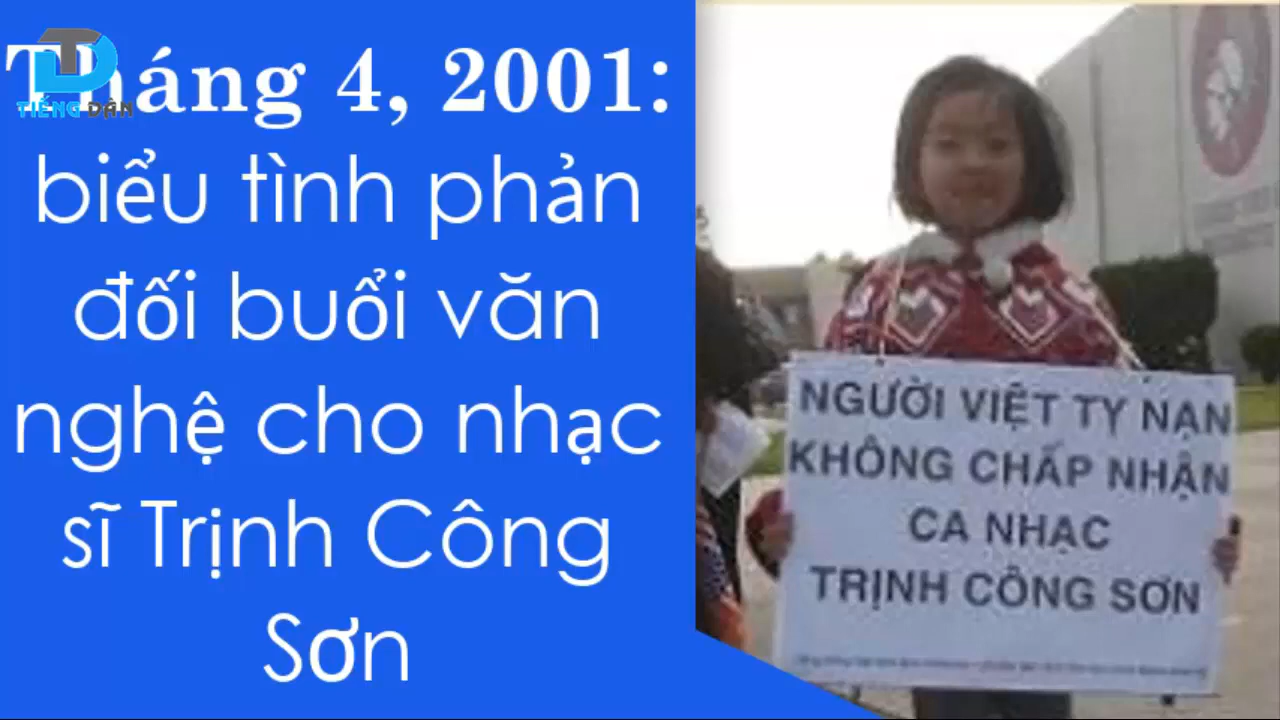 Tháng 4, 2001:
TIẾNG DÂN
biểu tình phản
đối buổi văn
nghệ cho nhạc
sĩ Trịnh Công
Sơn
NGƯỜI VIỆT TỴ NẠN
KHÔNG CHẤP NHẬN
CA NHẠC
TRỊNH CÔNG SƠN